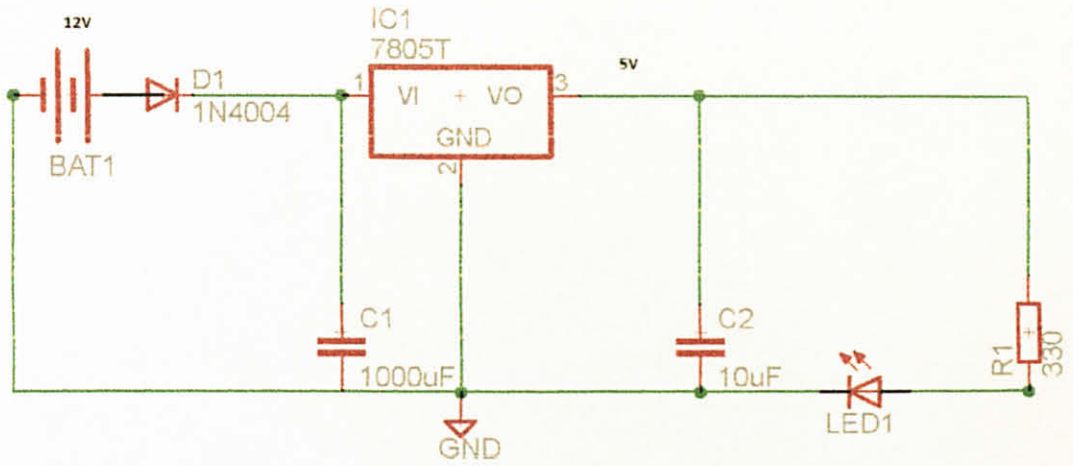 12V
IC1
7805T
5V
D1
1N4004
1
VI
VO
3
GND
2
BAT1
C1
1000uF
C2
10uF
R1
330
LED1
GND